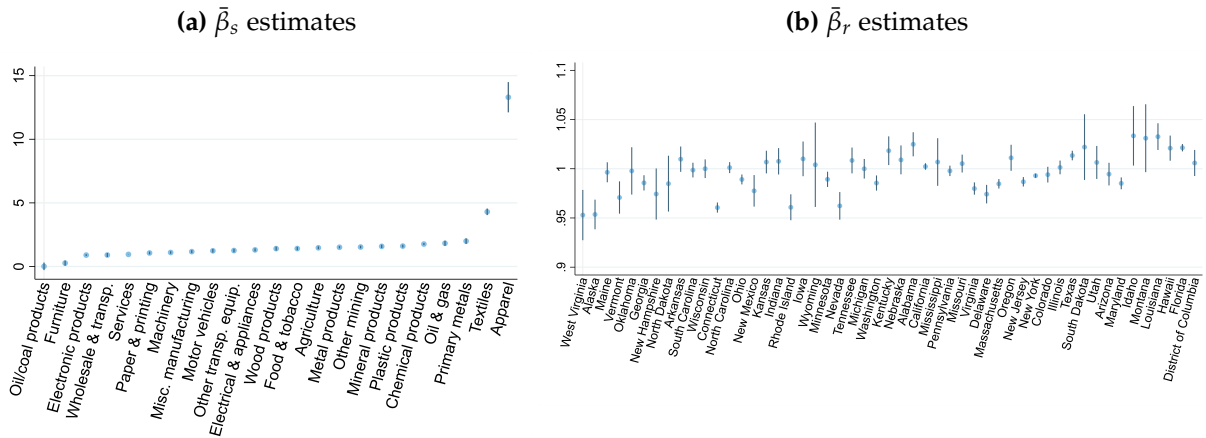 (a) β̄s estimates
15
10
5
0
Oil/coal products
Furniture
Electronic products
Wholesale & transp.
Services
Paper & printing
Machinery
Misc. manufacturing
Motor vehicles
Other transp. equip.
Electrical & appliances
Wood products
Food & tobacco
Agriculture
Metal products
Other mining
Mineral products
Plastic products
Chemical products
Oil & gas
Primary metals
Textiles
Apparel
(b) β̄r estimates
1.1
1.05
1
.95
.9
West Virginia
Alaska
Maine
Vermont
Oklahoma
Georgia
New Hampshire
North Dakota
Arkansas
South Carolina
Wisconsin
Connecticut
North Carolina
Ohio
New Mexico
Kansas
Indiana
Rhode Island
Iowa
Wyoming
Minnesota
Nevada
Tennessee
Michigan
Washington
Kentucky
Nebraska
Alabama
California
Mississippi
Pennsylvania
Missouri
Virginia
Delaware
Massachusetts
Oregon
New Jersey
New York
Colorado
Illinois
Texas
South Dakota
Utah
Arizona
Maryland
Idaho
Montana
Louisiana
Hawaii
Florida
District of Columbia